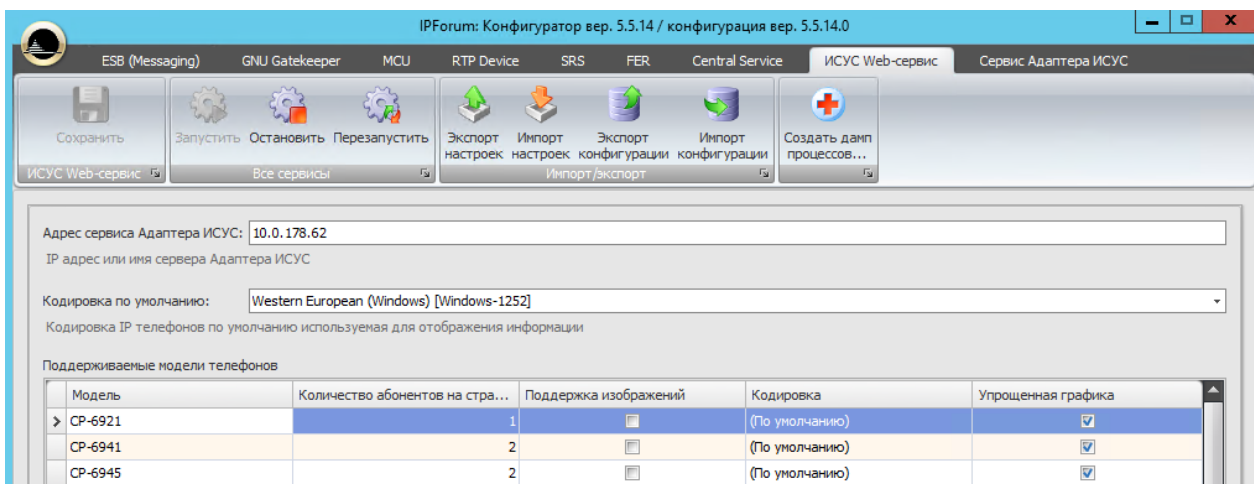 IPForum: Конфигуратор вер. 5.5.14 / конфигурация вер. 5.5.14.0
ESB (Messaging) GNU Gatekeeper MCU RTP Device SRS FER Central Service ИСУС Web-сервис Сервис Адаптера ИСУС
Сохранить Запустить Остановить Перезапустить Экспорт настроек Импорт настроек Экспорт конфигурации Импорт конфигурации Создать дамп процессов...
ИСУС Web-сервис Все сервисы Импорт/экспорт
Адрес сервиса Адаптера ИСУС: 10.0.178.62
IP адрес или имя сервера Адаптера ИСУС
Кодировка по умолчанию: Western European (Windows) [Windows-1252]
Кодировка IP телефонов по умолчанию используемая для отображения информации
Поддерживаемые модели телефонов
Модель Количество абонентов на стра... Поддержка изображений Кодировка Упрощенная графика
CP-6921 1 (По умолчанию)
CP-6941 2 (По умолчанию)
CP-6945 2 (По умолчанию)